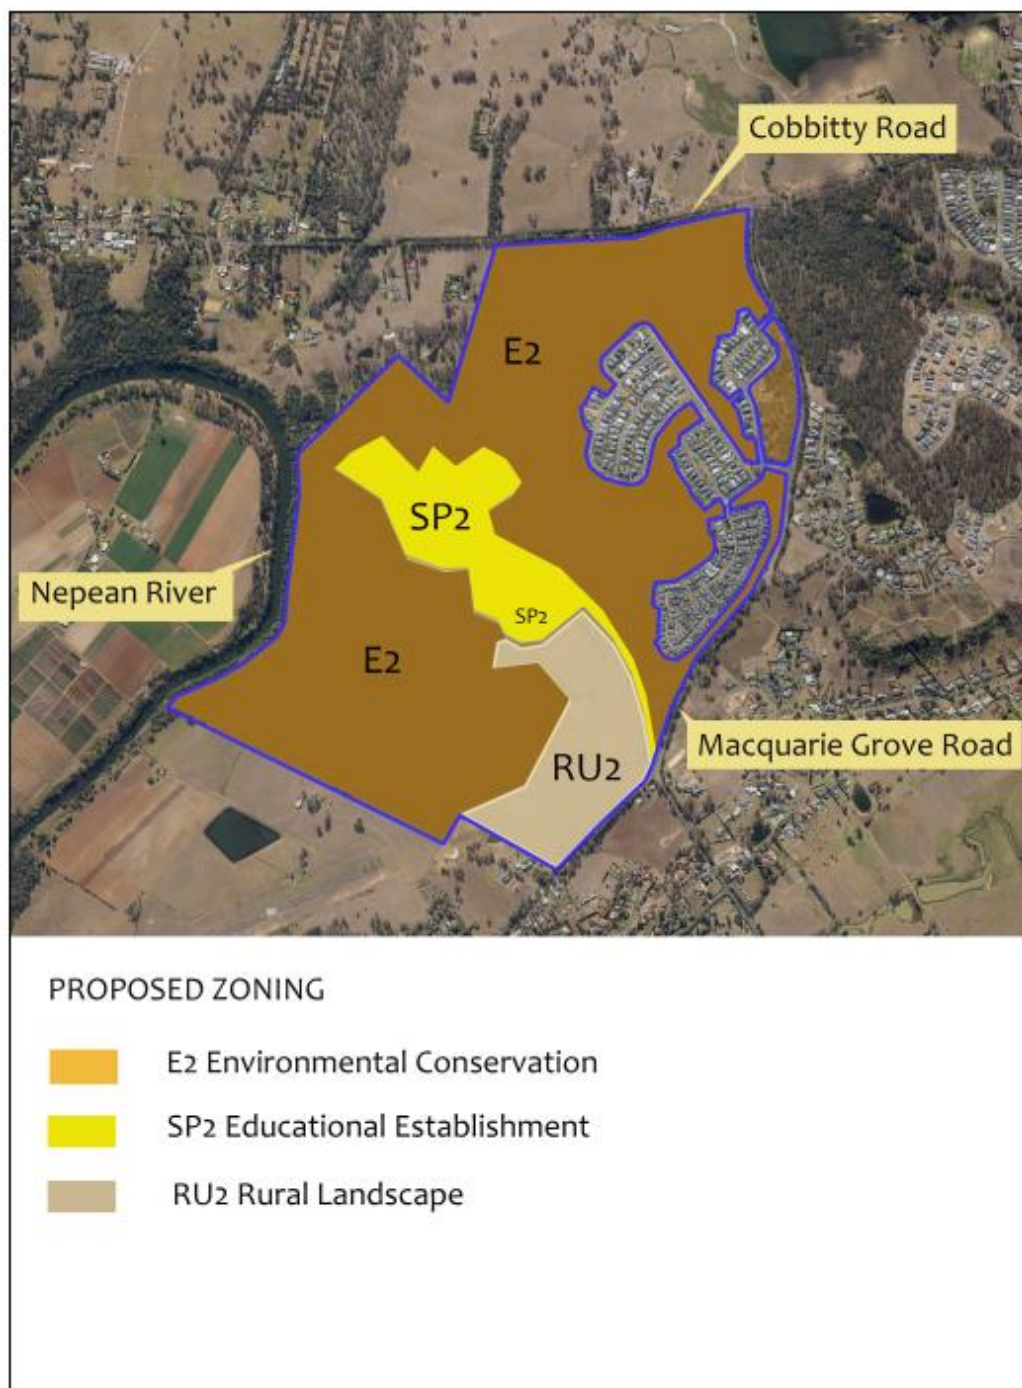 Cobbitty Road
E2
SP2
Nepean River
SP2
E2
Macquarie Grove Road
RU2
PROPOSED ZONING
E2 Environmental Conservation
SP2 Educational Establishment
RU2 Rural Landscape